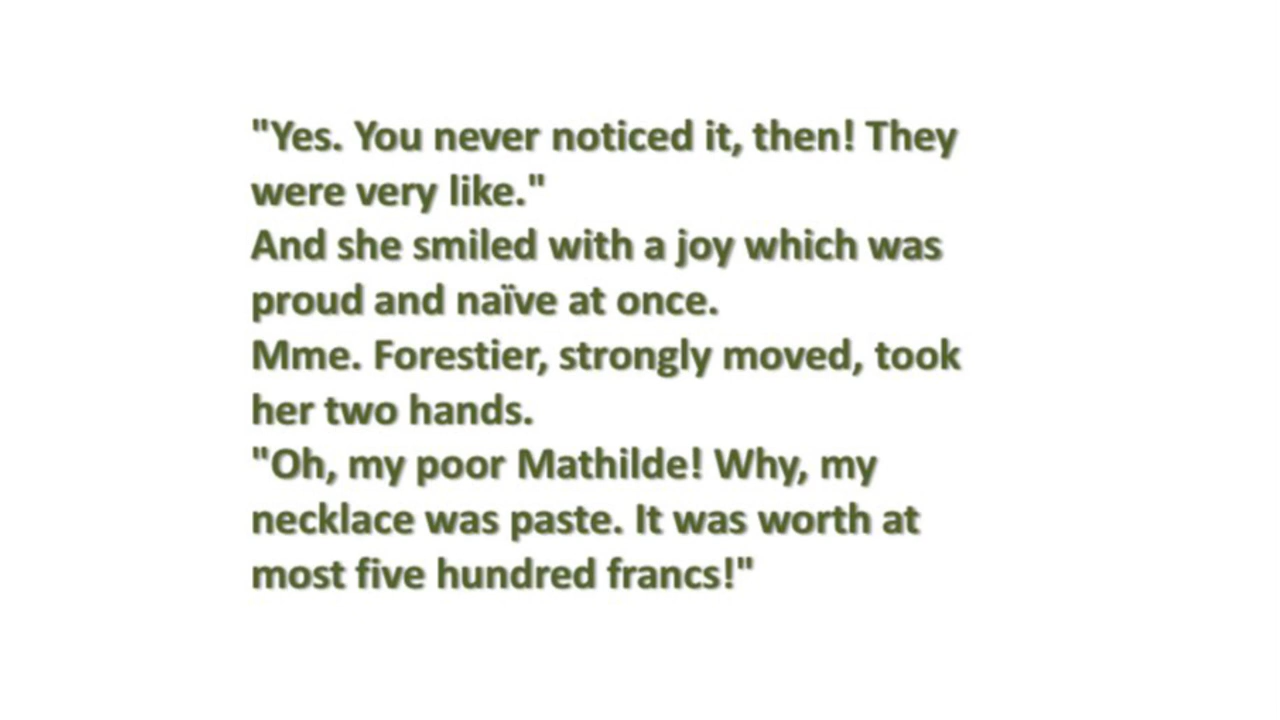 "Yes. You never noticed it, then! They
were very like."
And she smiled with a joy which was
proud and naïve at once.
Mme. Forestier, strongly moved, took
her two hands.
"Oh, my poor Mathilde! Why, my
necklace was paste. It was worth at
most five hundred francs!"